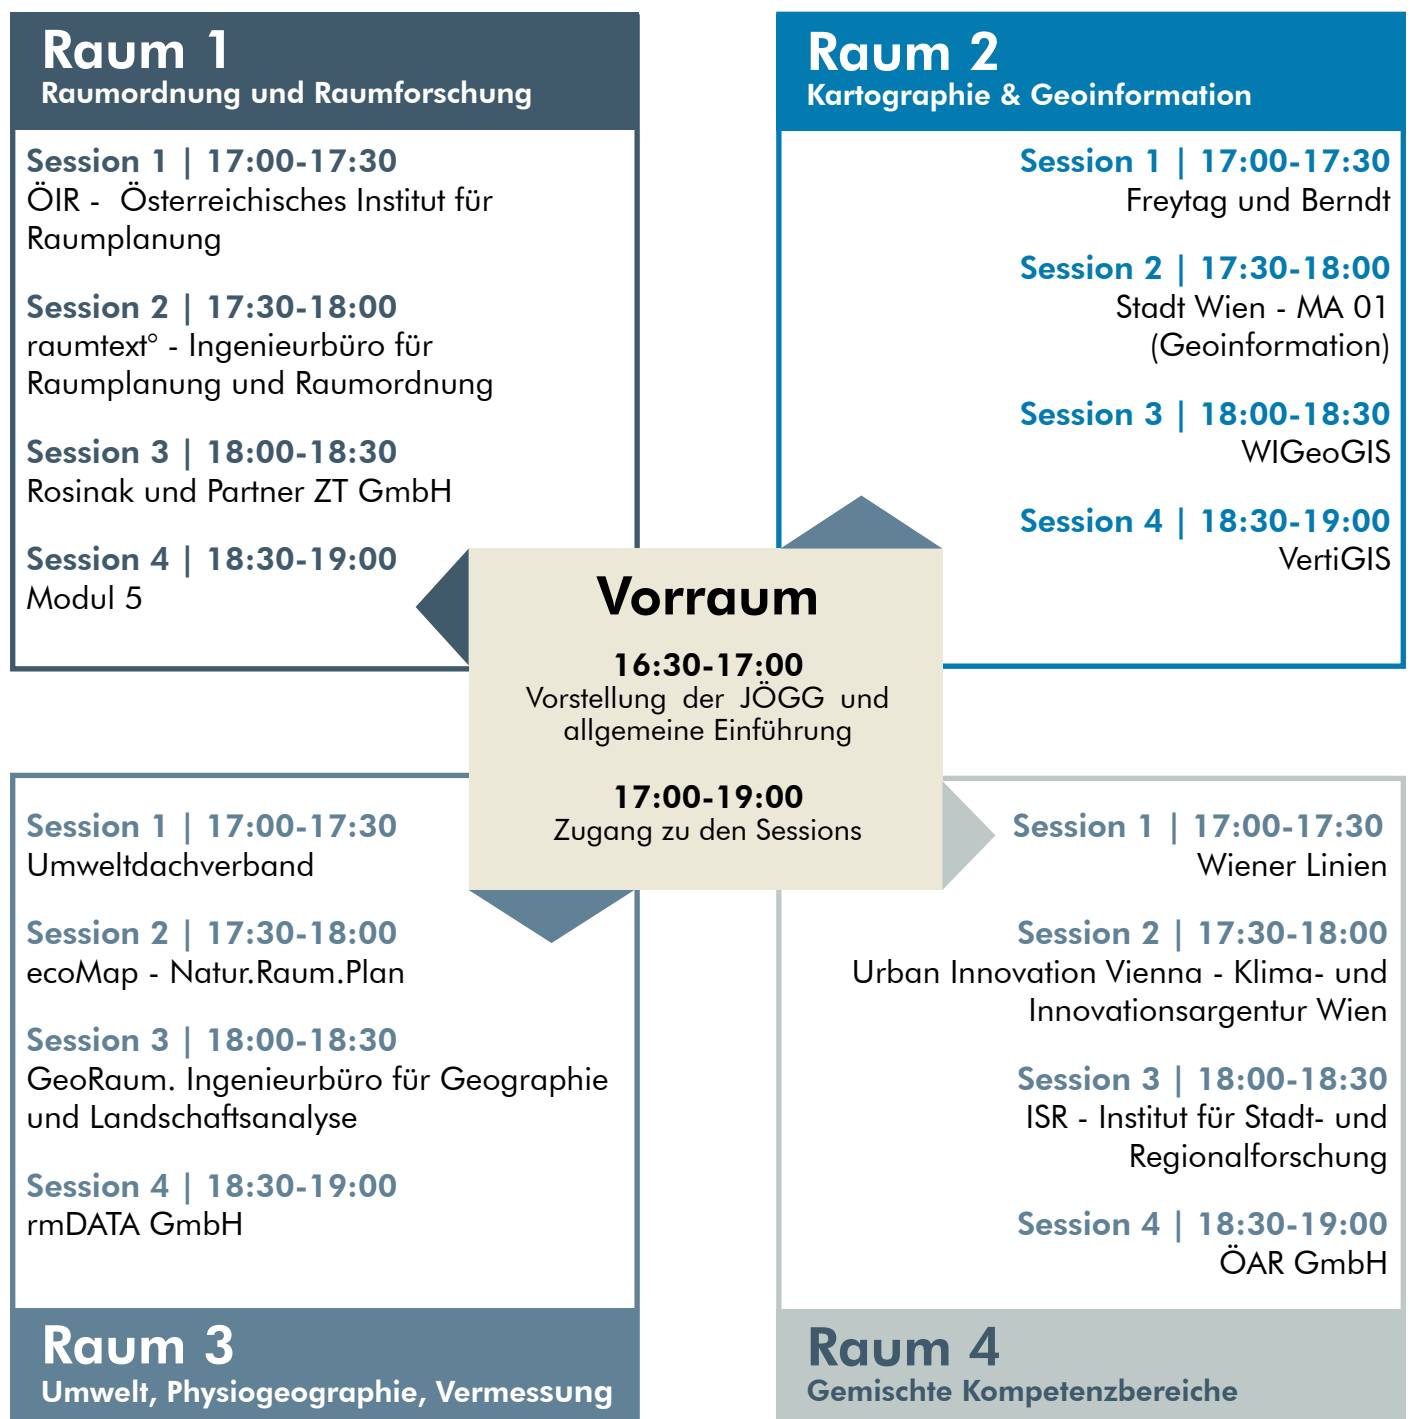 Raum 1
Raumordnung und Raumforschung
Session 1 | 17:00-17:30
ÖIR - Österreichisches Institut für
Raumplanung
Session 2 | 17:30-18:00
raumtext° - Ingenieurbüro für
Raumplanung und Raumordnung
Session 3 | 18:00-18:30
Rosinak und Partner ZT GmbH
Session 4 | 18:30-19:00
Modul 5
Raum 2
Kartographie & Geoinformation
Session 1 | 17:00-17:30
Freytag und Berndt
Session 2 | 17:30-18:00
Stadt Wien - MA 01
(Geoinformation)
Session 3 | 18:00-18:30
WIGeoGIS
Session 4 | 18:30-19:00
VertiGIS
Vorraum
16:30-17:00
Vorstellung der JÖGG und
allgemeine Einführung
17:00-19:00
Zugang zu den Sessions
Session 1 | 17:00-17:30
Umweltdachverband
Session 2 | 17:30-18:00
ecoMap - Natur.Raum.Plan
Session 3 | 18:00-18:30
GeoRaum. Ingenieurbüro für Geographie
und Landschaftsanalyse
Session 4 | 18:30-19:00
rmDATA GmbH
Raum 3
Umwelt, Physiogeographie, Vermessung
Session 1 | 17:00-17:30
Wiener Linien
Session 2 | 17:30-18:00
Urban Innovation Vienna - Klima- und
Innovationsargentur Wien
Session 3 | 18:00-18:30
ISR - Institut für Stadt- und
Regionalforschung
Session 4 | 18:30-19:00
ÖAR GmbH
Raum 4
Gemischte Kompetenzbereiche